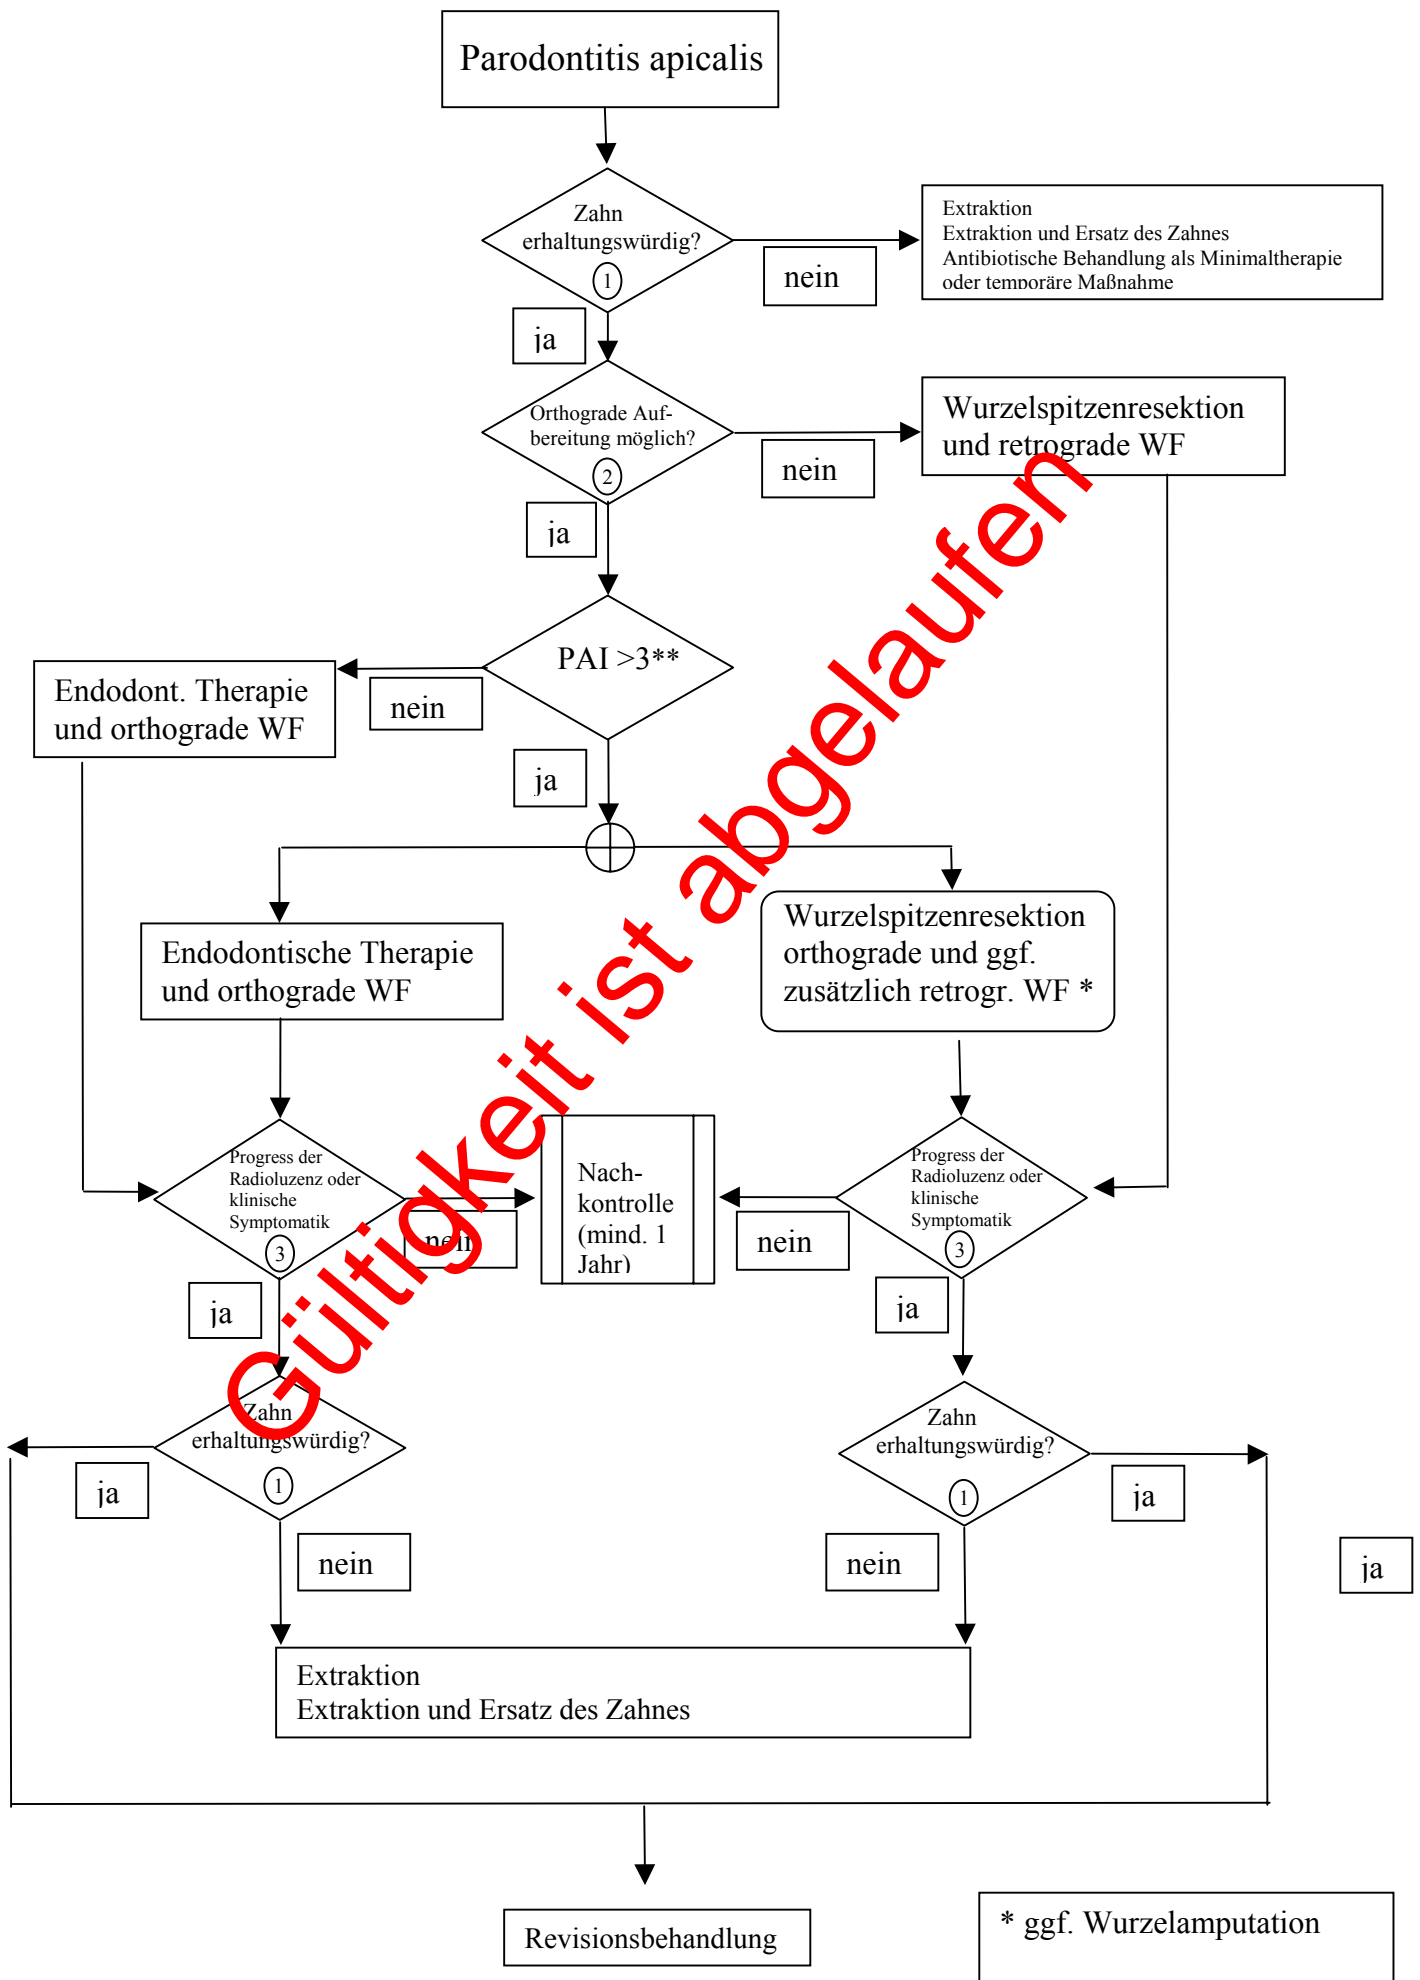 Parodontitis apicalis
Zahn
erhaltungswürdig?
1
Extraktion
Extraktion und Ersatz des Zahnes
Antibiotische Behandlung als Minimaltherapie
oder temporäre Maßnahme
nein
ja
Orthograde Auf-
bereitung möglich?
2
Wurzelspitzenresektion
und retrograde WF
nein
ja
PAI >3**
Endodont. Therapie
und orthograde WF
nein
ja
Endodontische Therapie
und orthograde WF
Wurzelspitzenresektion
orthograde und ggf.
zusätzlich retrogr. WF *
Progress der
Radioluzenz oder
klinische
Symptomatik
3
nein
Nach-
kontrolle
(mind. 1
Jahr)
nein
Progress der
Radioluzenz oder
klinische
Symptomatik
3
ja
ja
Zahn
erhaltungswürdig?
1
ja
nein
Zahn
erhaltungswürdig?
1
ja
nein
ja
Extraktion
Extraktion und Ersatz des Zahnes
Revisionsbehandlung
* ggf. Wurzelamputation
Gültigkeit ist abgelaufen